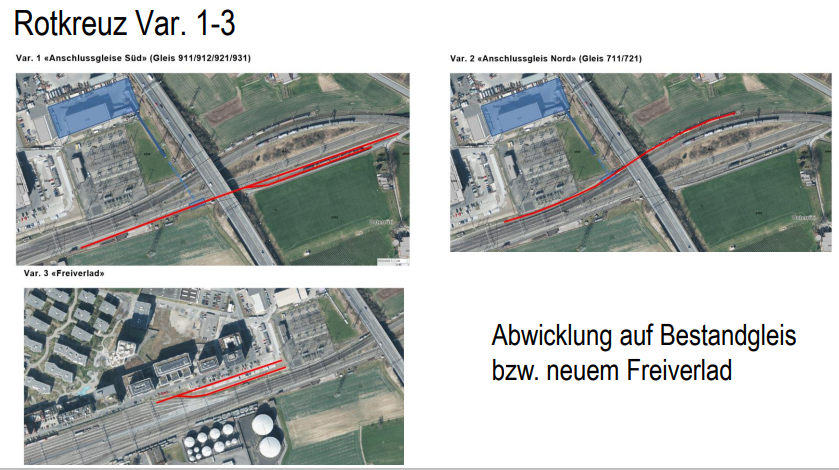 Rotkreuz Var. 1-3
Var. 1 «Anschlussgleise Süd» (Gleis 911/912/921/931)
Var. 2 «Anschlussgleis Nord» (Gleis 711/721)
Var. 3 «Freiverlad»
Abwicklung auf Bestandgleis
bzw. neuem Freiverlad